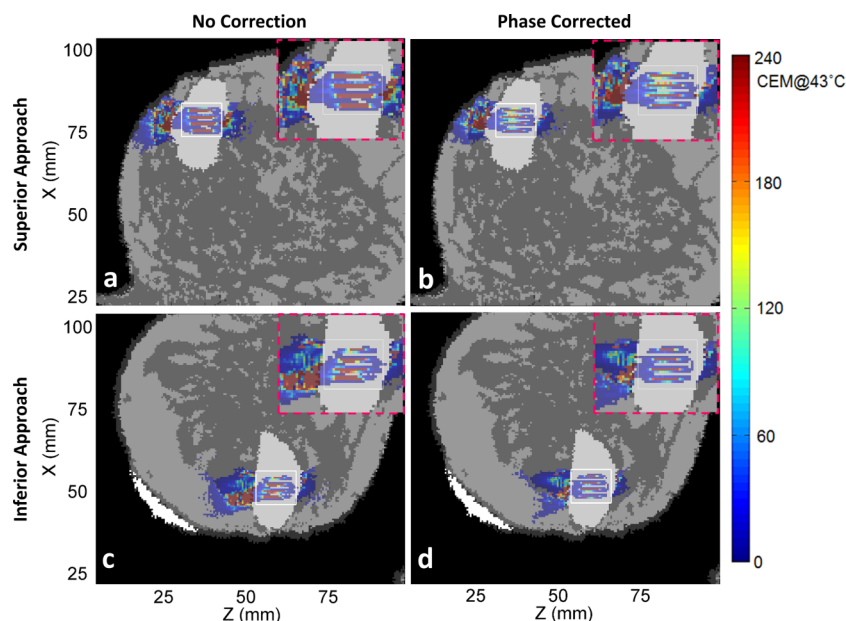 No Correction
Phase Corrected
Superior Approach
X (mm)
100
75
50
25
a
b
240
CEM@43˚C
180
120
60
0
Inferior Approach
X (mm)
100
75
50
25
c
d
25
50
75
Z (mm)
25
50
75
Z (mm)